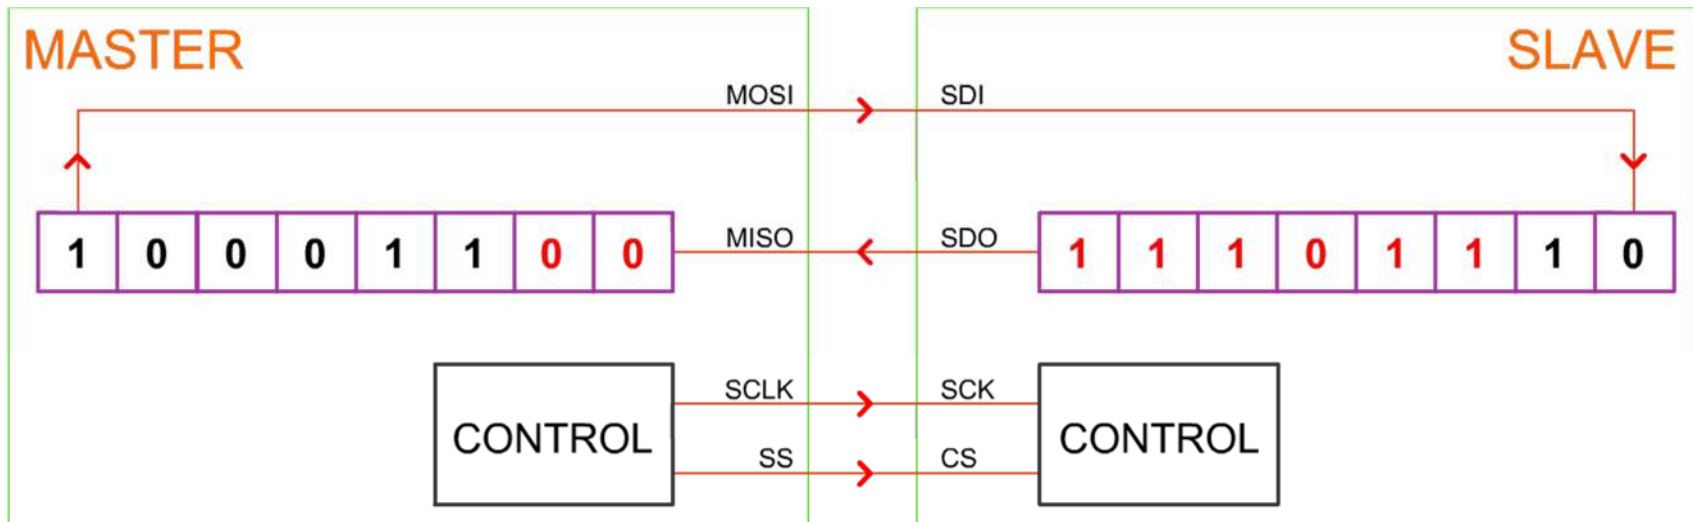 MASTER SLAVE
MOSI SDI
1 0 0 0 1 1 0 0 MISO SDO 1 1 1 0 1 1 1 0
SCLK SCK
CONTROL CONTROL
SS CS